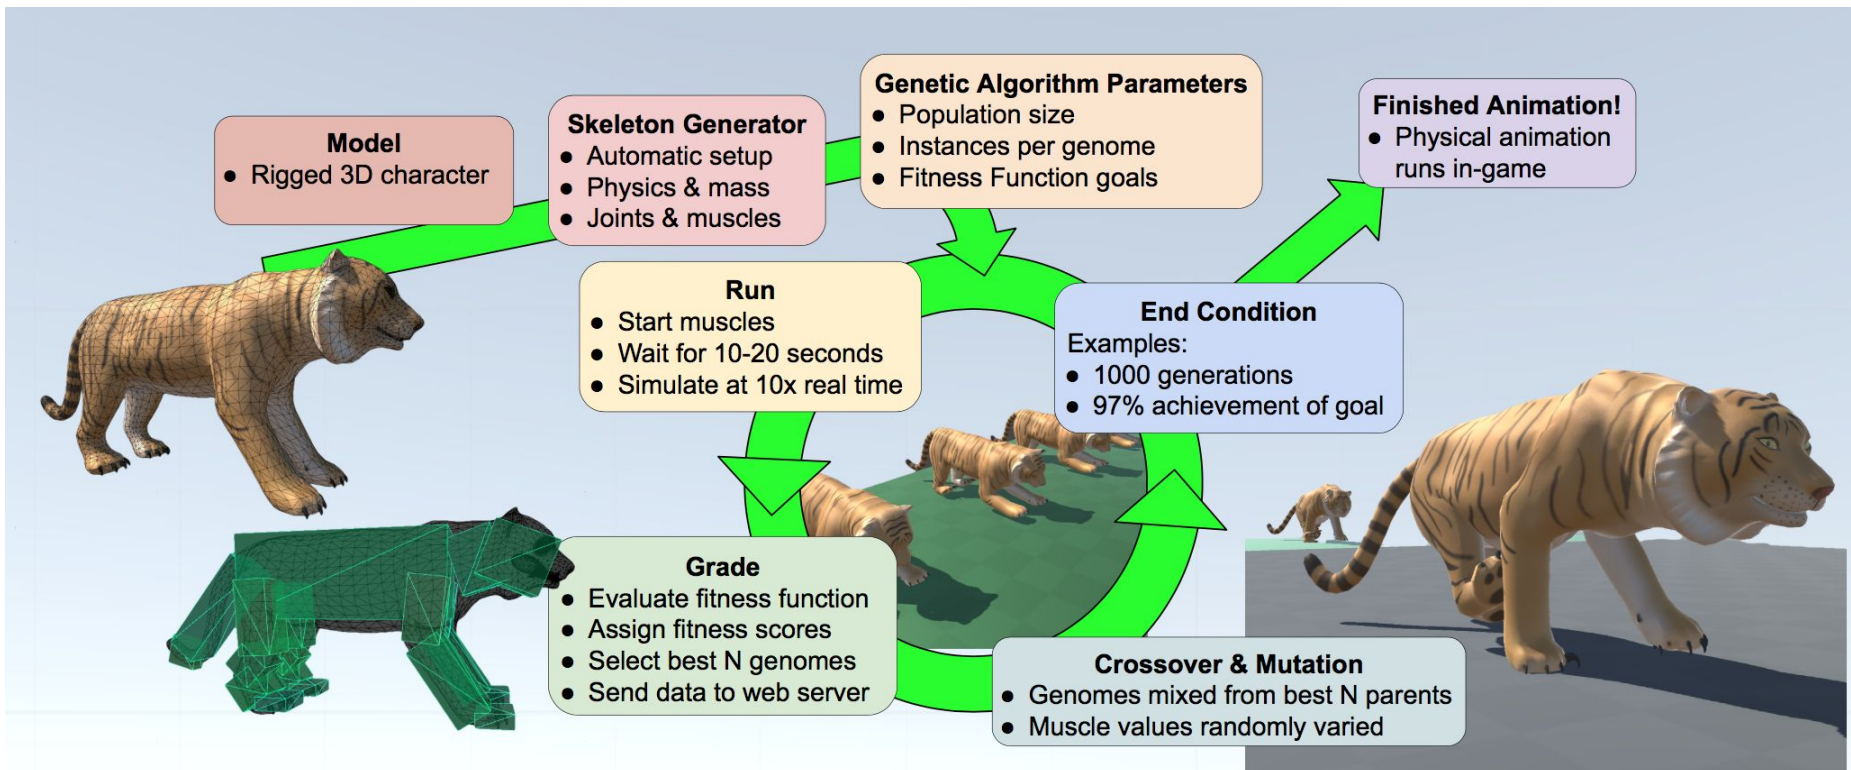 Model
● Rigged 3D character
Skeleton Generator
● Automatic setup
● Physics & mass
● Joints & muscles
Genetic Algorithm Parameters
● Population size
● Instances per genome
● Fitness Function goals
Run
● Start muscles
● Wait for 10-20 seconds
● Simulate at 10x real time
Grade
● Evaluate fitness function
● Assign fitness scores
● Select best N genomes
● Send data to web server
Crossover & Mutation
● Genomes mixed from best N parents
● Muscle values randomly varied
End Condition
Examples:
● 1000 generations
● 97% achievement of goal
Finished Animation!
● Physical animation
runs in-game